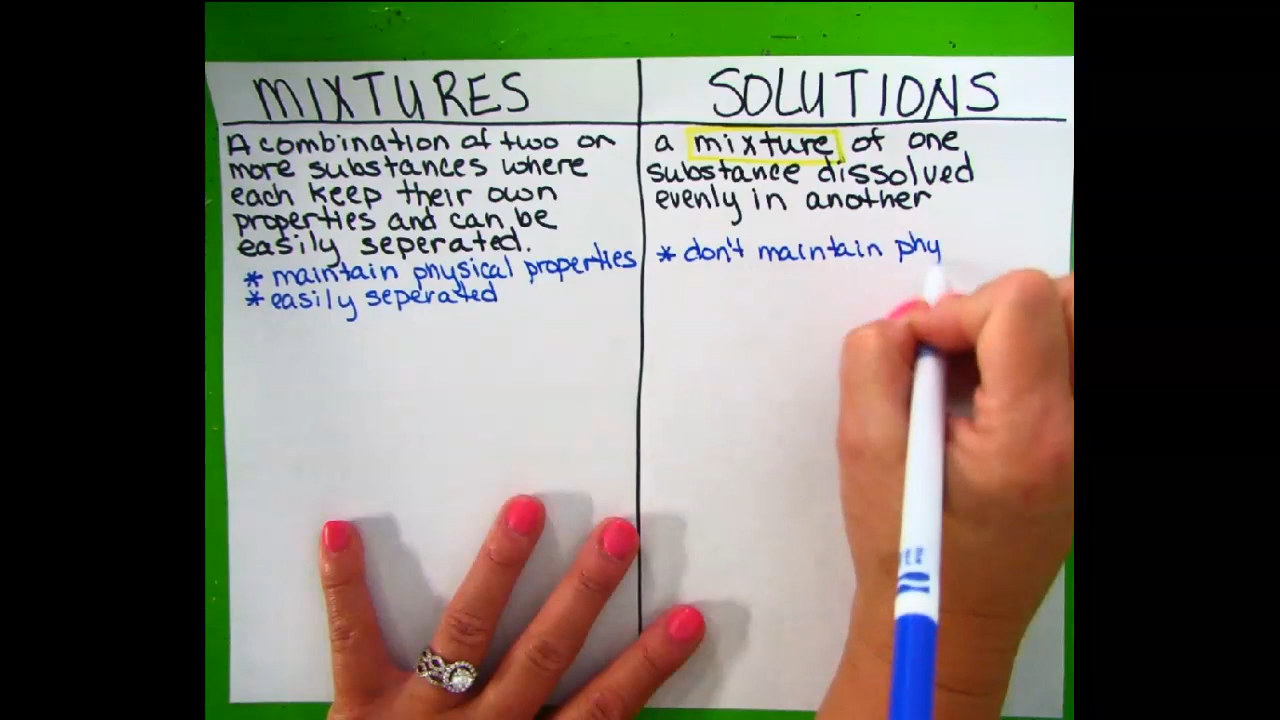 MIXTURES
A combination of two or
more substances where
each keep their own
properties and can be
easily seperated.
* maintain physical properties
* easily seperated
SOLUTIONS
a mixture of one
substance dissolved
evenly in another
* don't maintain phy